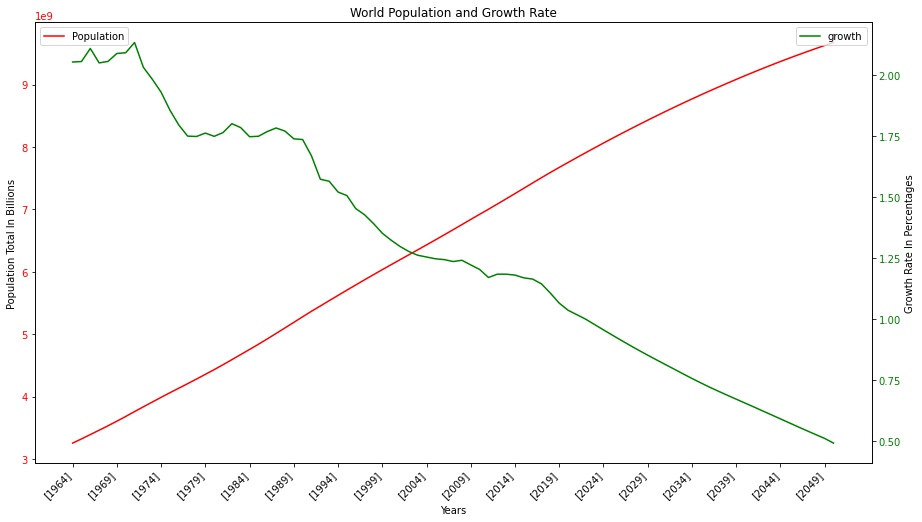 World Population and Growth Rate
1e9
Population
growth
9
8
7
6
5
4
3
Population Total In Billions
2.00
1.75
1.50
1.25
1.00
0.75
0.50
Growth Rate In Percentages
[1964] [1969] [1974] [1979] [1984] [1989] [1994] [1999] [2004] [2009] [2014] [2019] [2024] [2029] [2034] [2039] [2044] [2049]
Years